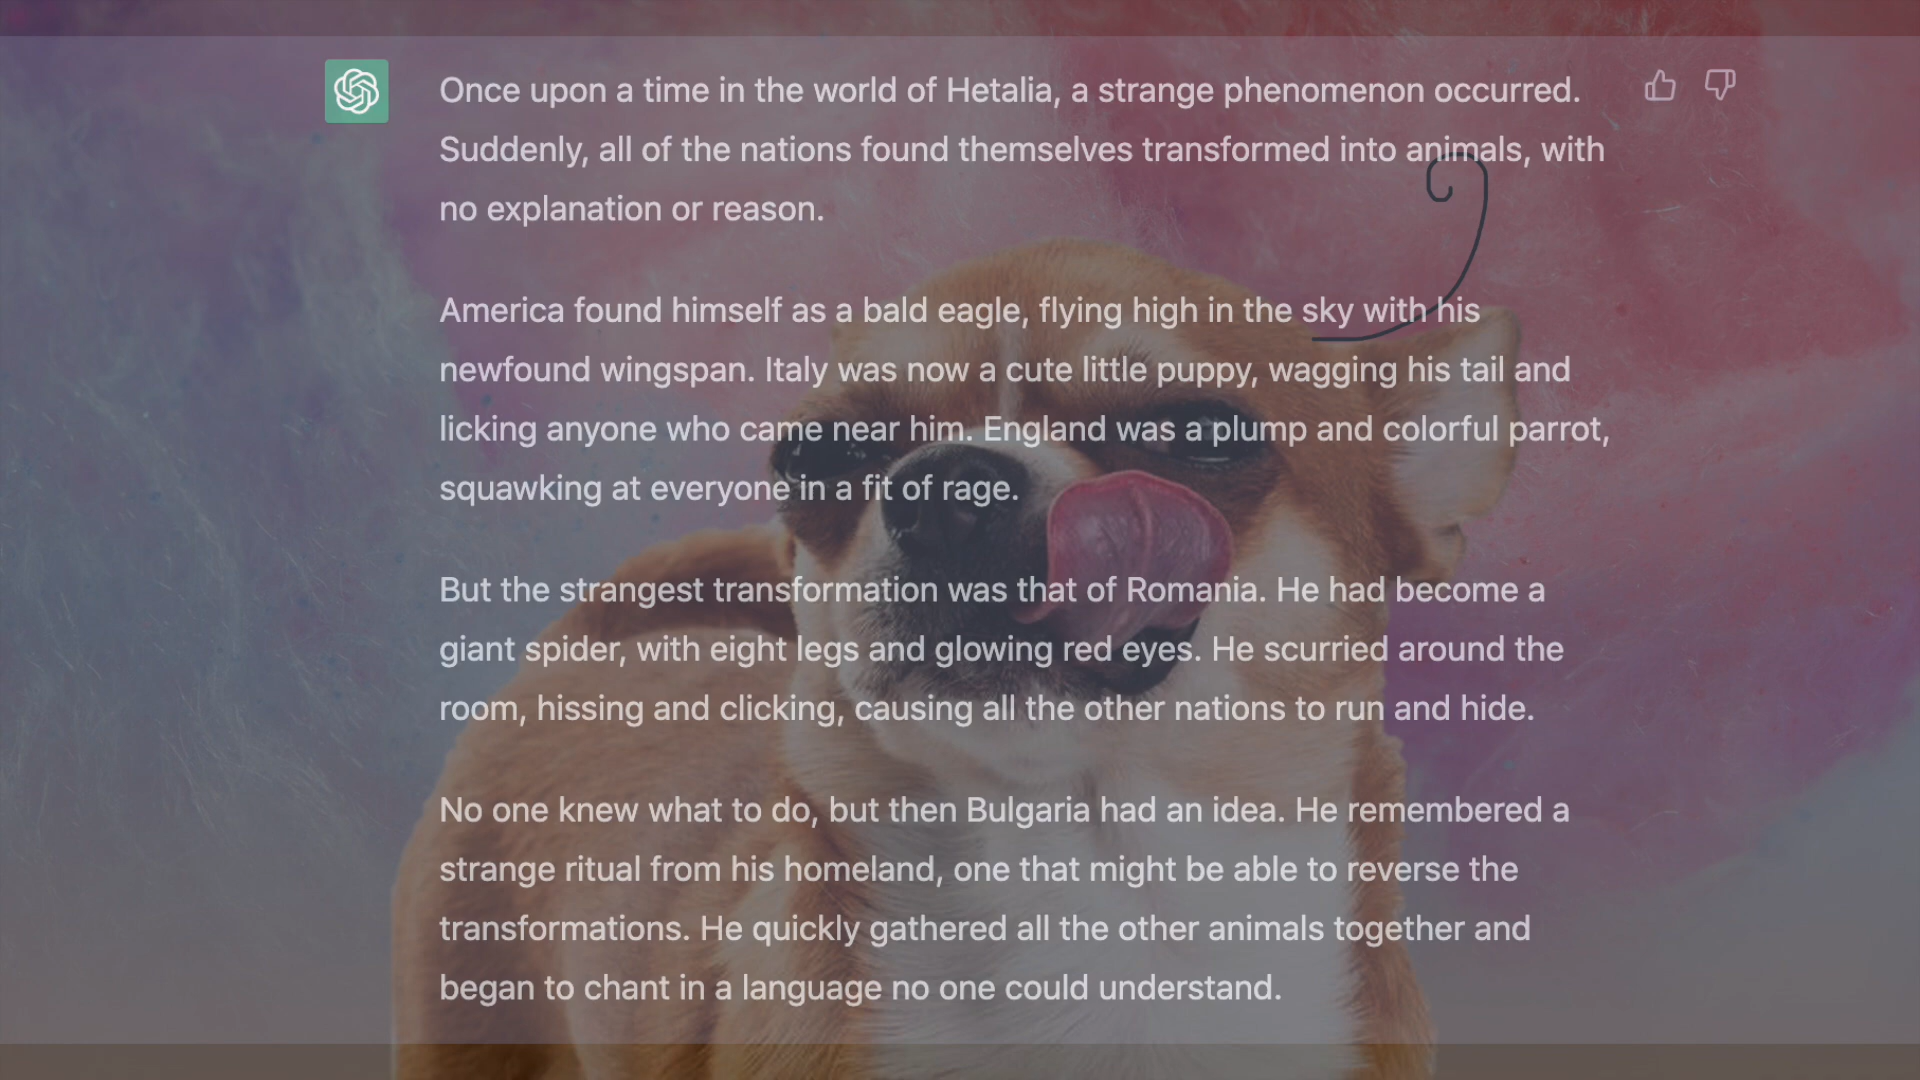 Once upon a time in the world of Hetalia, a strange phenomenon occurred.
Suddenly, all of the nations found themselves transformed into animals, with
no explanation or reason.
America found himself as a bald eagle, flying high in the sky with his
newfound wingspan. Italy was now a cute little puppy, wagging his tail and
licking anyone who came near him. England was a plump and colorful parrot,
squawking at everyone in a fit of rage.
But the strangest transformation was that of Romania. He had become a
giant spider, with eight legs and glowing red eyes. He scurried around the
room, hissing and clicking, causing all the other nations to run and hide.
No one knew what to do, but then Bulgaria had an idea. He remembered a
strange ritual from his homeland, one that might be able to reverse the
transformations. He quickly gathered all the other animals together and
began to chant in a language no one could understand.